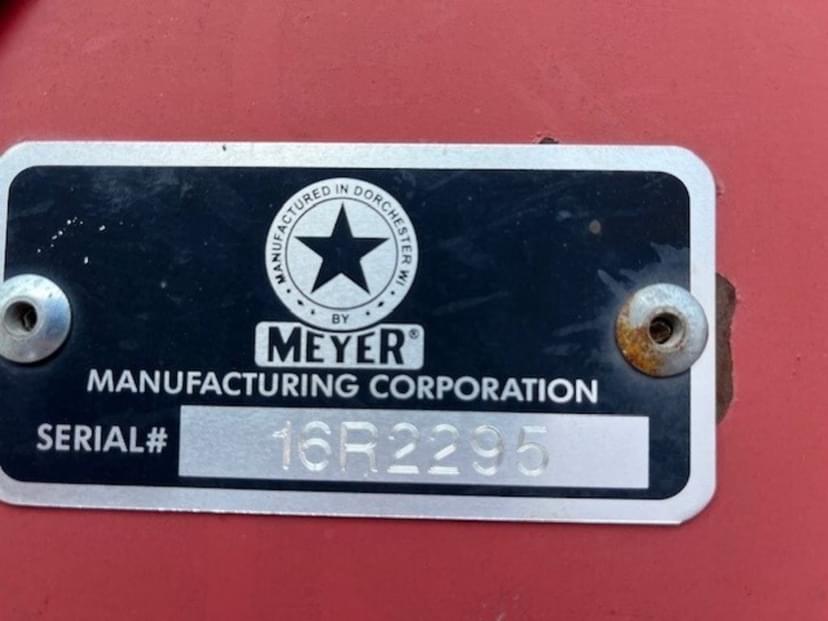 MANUFACTURED IN DORCHESTER WI
BY
MEYER®
MANUFACTURING CORPORATION
SERIAL# 16R2295